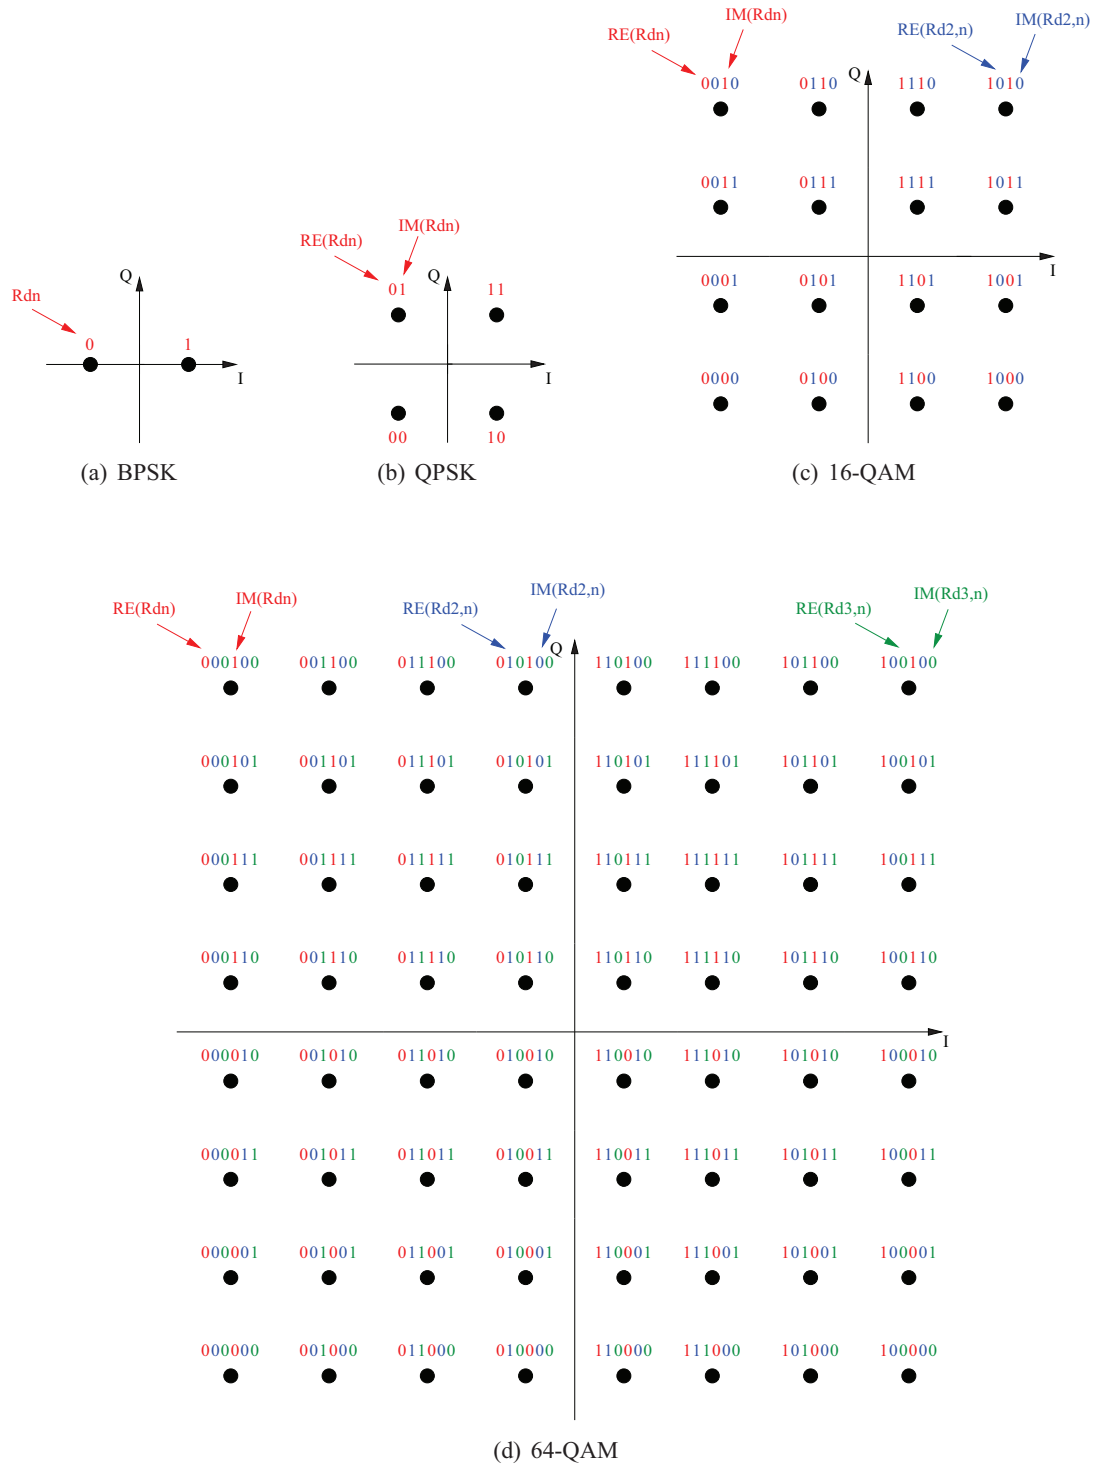 IM(Rdn) IM(Rd2,n)
RE(Rdn) RE(Rd2,n)
Q
0010 0110 1110 1010
0011 0111 1111 1011
I
0001 0101 1101 1001
0000 0100 1100 1000
(c) 16-QAM
IM(Rdn)
RE(Rdn)
Q
01 11
I
00 10
(b) QPSK
Q
Rdn
0 1
I
(a) BPSK
IM(Rd2,n) IM(Rd3,n)
RE(Rdn) IM(Rdn) RE(Rd2,n) RE(Rd3,n)
Q
000100 001100 011100 010100 110100 111100 101100 100100
000101 001101 011101 010101 110101 111101 101101 100101
000111 001111 011111 010111 110111 111111 101111 100111
000110 001110 011110 010110 110110 111110 101110 100110
I
000010 001010 011010 010010 110010 111010 101010 100010
000011 001011 011011 010011 110011 111011 101011 100011
000001 001001 011001 010001 110001 111001 101001 100001
000000 001000 011000 010000 110000 111000 101000 100000
(d) 64-QAM